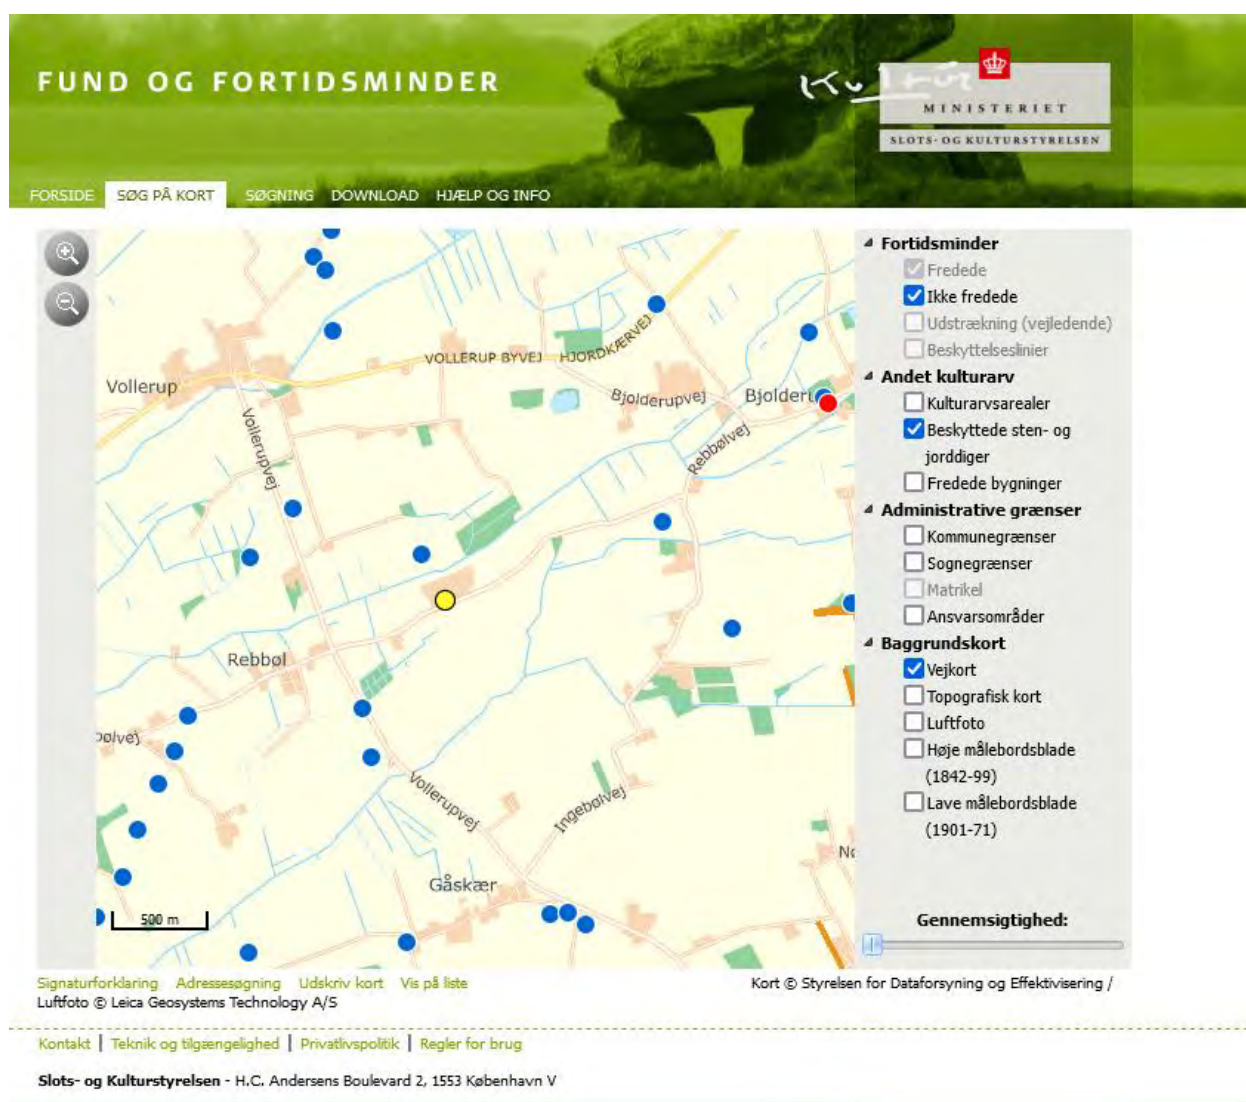 FUND OG FORTIDSMINDER
Kultur
MINISTERIET
SLOTS- OG KULTURSTYRELSEN
FORSIDE SØG PÅ KORT SØGNING DOWNLOAD HJÆLP OG INFO
Fortidsminder
Fredede
Ikke fredede
Udstrækning (vejledende)
Beskyttelseslinier
Andet kulturarv
Kulturarvsarealer
Beskyttede sten- og
jorddiger
Fredede bygninger
Administrative grænser
Kommunegrænser
Sognegrænser
Matrikel
Ansvarsområder
Baggrundskort
Vejkort
Topografisk kort
Luftfoto
Høje målebordsblade
(1842-99)
Lave målebordsblade
(1901-71)
Gennemsigtighed:
VOLLERUP BYVEJ
HJORDKÆRVEJ
Vollerup
Bjolderupvej
Vollerupvej
Rebbølvej
Rebbøl
Vollerupvej
Ingebølvej
Gåskær
500 m
Signaturforklaring Adressesøgning Udskriv kort Vis på liste
Kort © Styrelsen for Dataforsyning og Effektivisering /
Luftfoto © Leica Geosystems Technology A/S
Kontakt | Teknik og tilgængelighed | Privatlivspolitik | Regler for brug
Slots- og Kulturstyrelsen - H.C. Andersens Boulevard 2, 1553 København V